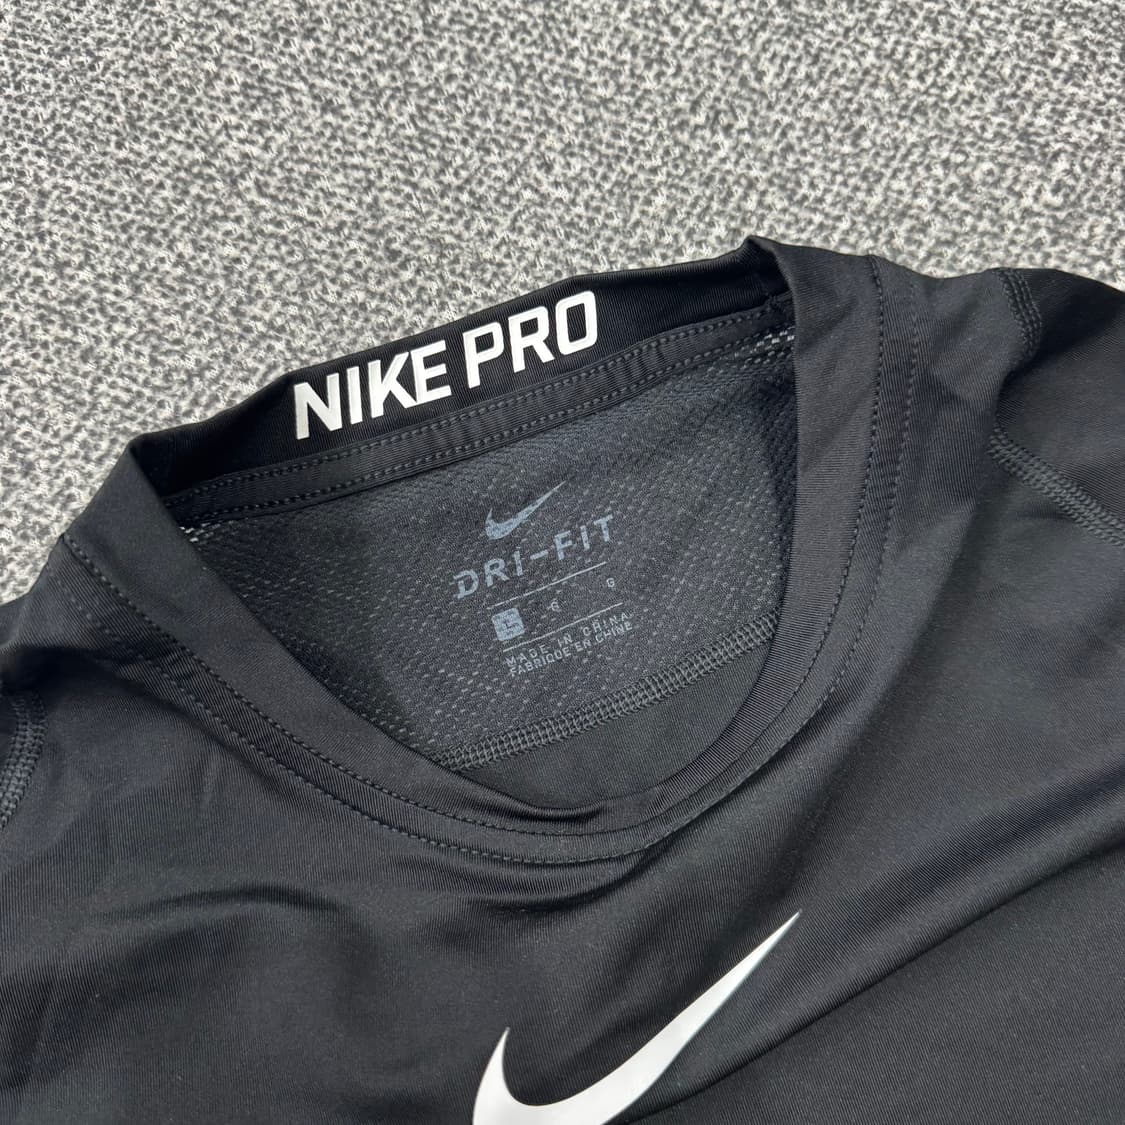 NIKE PRO
DRI-FIT
L G G
MADE IN CHINA
FABRIQUÉ EN CHINE